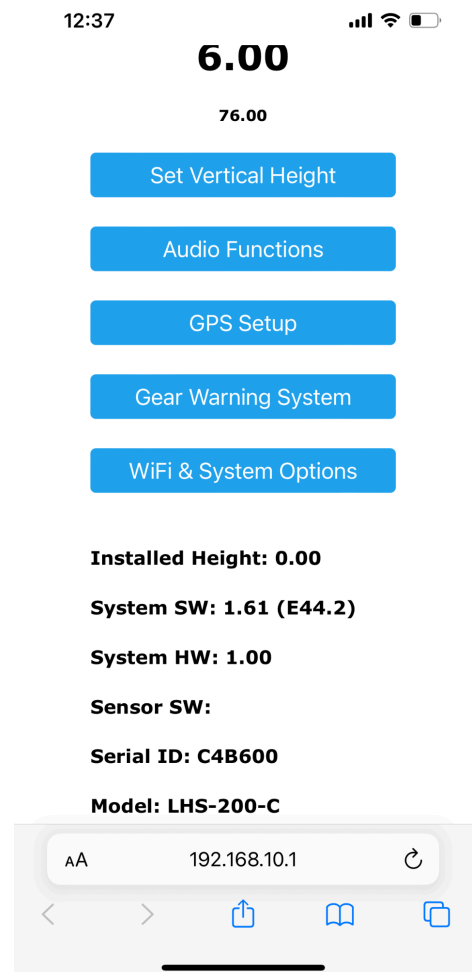 12:37
6.00
76.00
Set Vertical Height
Audio Functions
GPS Setup
Gear Warning System
WiFi & System Options
Installed Height: 0.00
System SW: 1.61 (E44.2)
System HW: 1.00
Sensor SW:
Serial ID: C4B600
Model: LHS-200-C
AA 192.168.10.1